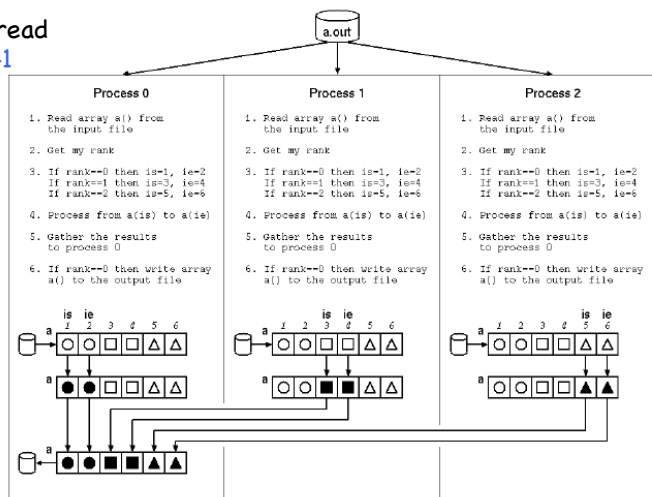 read
a.out
Process 0
1. Read array a() from
the input file
2. Get my rank
3. If rank==0 then is=1, ie=2
If rank==1 then is=3, ie=4
If rank==2 then is=5, ie=6
4. Process from a(is) to a(ie)
5. Gather the results
to process 0
6. If rank==0 then write array
a() to the output file
is ie
1 2 3 4 5 6
a
a
a
Process 1
1. Read array a() from
the input file
2. Get my rank
3. If rank==0 then is=1, ie=2
If rank==1 then is=3, ie=4
If rank==2 then is=5, ie=6
4. Process from a(is) to a(ie)
5. Gather the results
to process 0
6. If rank==0 then write array
a() to the output file
is ie
1 2 3 4 5 6
a
a
Process 2
1. Read array a() from
the input file
2. Get my rank
3. If rank==0 then is=1, ie=2
If rank==1 then is=3, ie=4
If rank==2 then is=5, ie=6
4. Process from a(is) to a(ie)
5. Gather the results
to process 0
6. If rank==0 then write array
a() to the output file
is ie
1 2 3 4 5 6
a
a